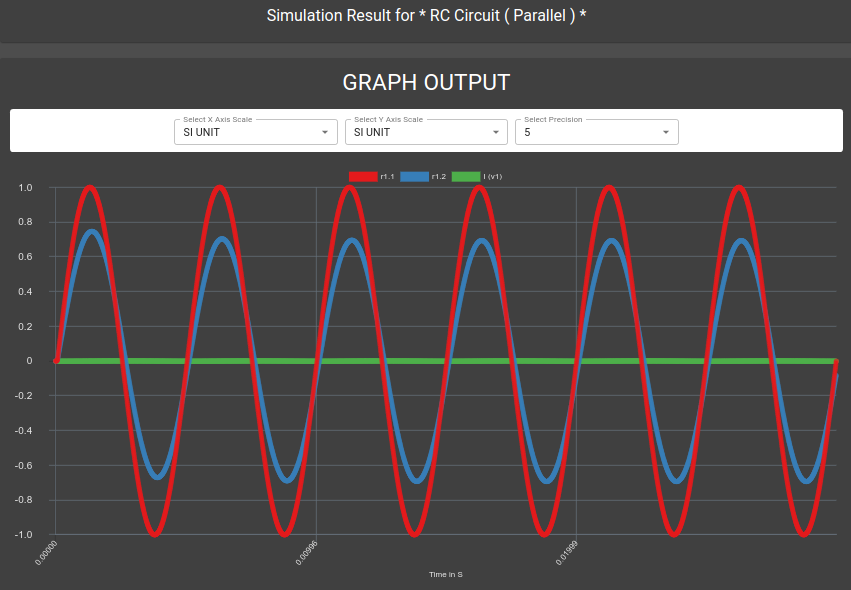 Simulation Result for * RC Circuit ( Parallel ) *
GRAPH OUTPUT
Select X Axis Scale
SI UNIT
Select Y Axis Scale
SI UNIT
Select Precision
5
r1.1
r1.2
I (v1)
1.0
0.8
0.6
0.4
0.2
0
-0.2
-0.4
-0.6
-0.8
-1.0
0.00000
0.00996
0.01999
Time in S